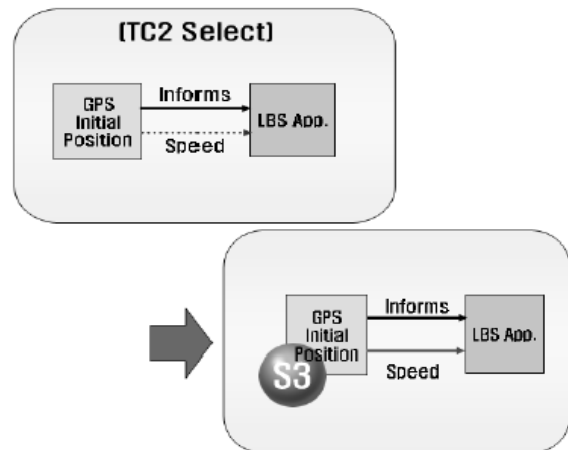 (TC2 Select)
GPS
Initial
Position
Informs
Speed
LBS App.
GPS
Initial
Position
S3
Informs
Speed
LBS App.